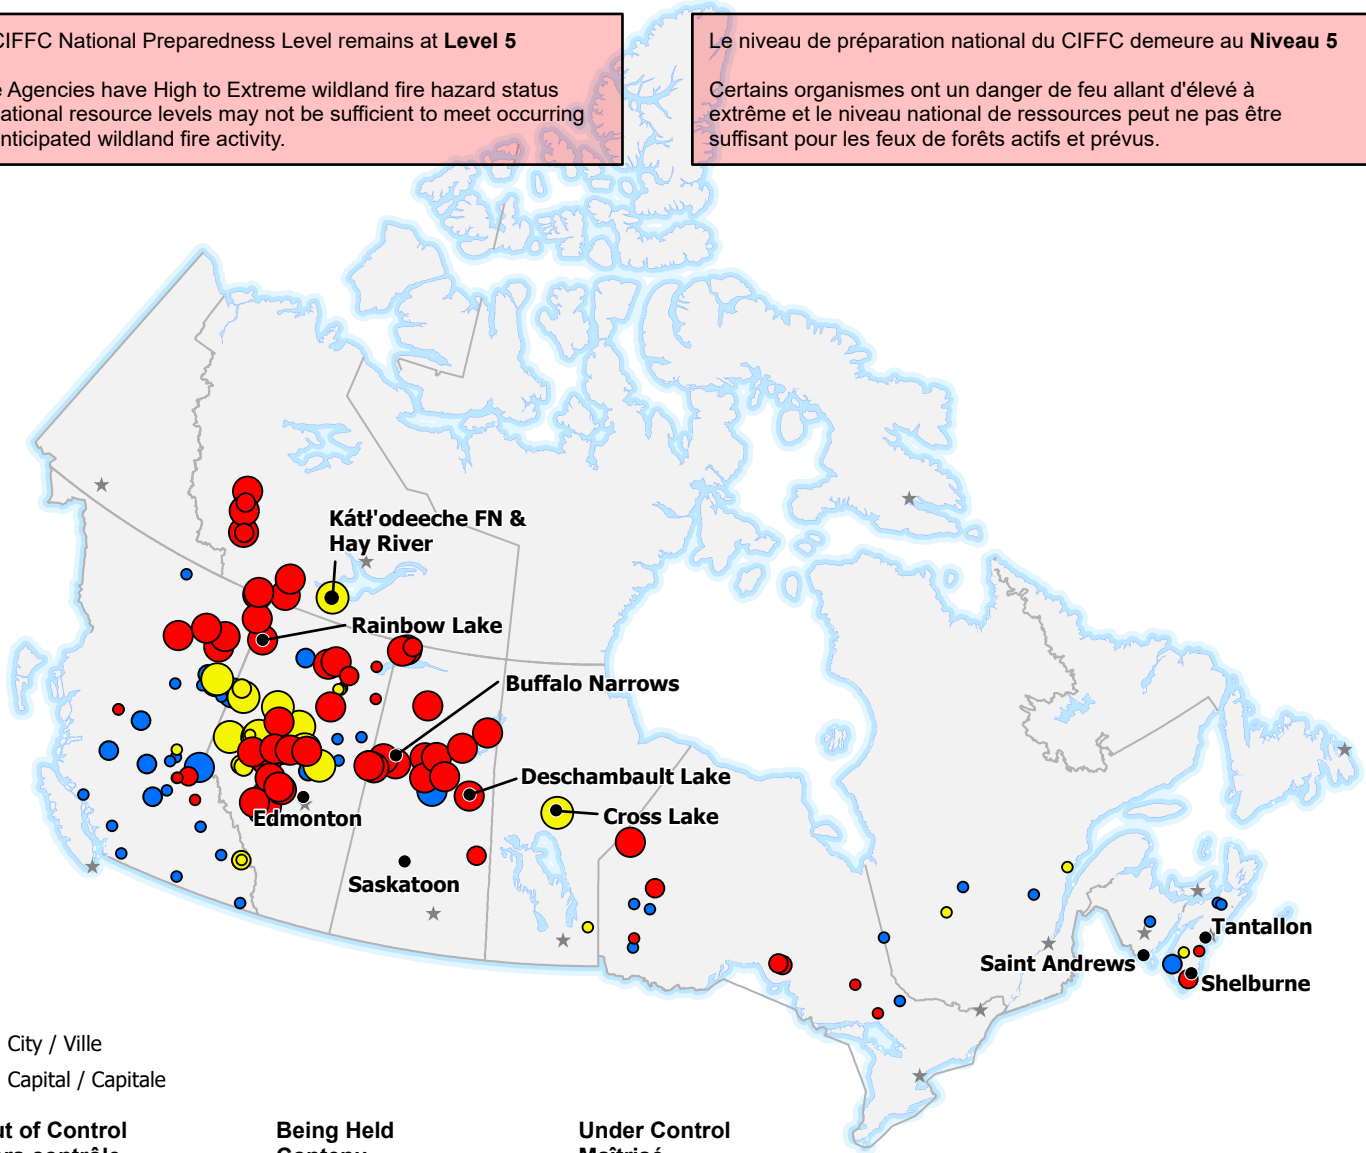 CIFFC National Preparedness Level remains at Level 5
Agencies have High to Extreme wildland fire hazard status
ational resource levels may not be sufficient to meet occurring
nticipated wildland fire activity.
Le niveau de préparation national du CIFFC demeure au Niveau 5
Certains organismes ont un danger de feu allant d'élevé à
extrême et le niveau national de ressources peut ne pas être
suffisant pour les feux de forêts actifs et prévus.
Kátł'odeeche FN &
Hay River
Rainbow Lake
Buffalo Narrows
Deschambault Lake
Cross Lake
Edmonton
Saskatoon
Tantallon
Saint Andrews
Shelburne
City / Ville
Capital / Capitale
ut of Control
Being Held
Under Control
contrôle
Contenu
Maîtrisé